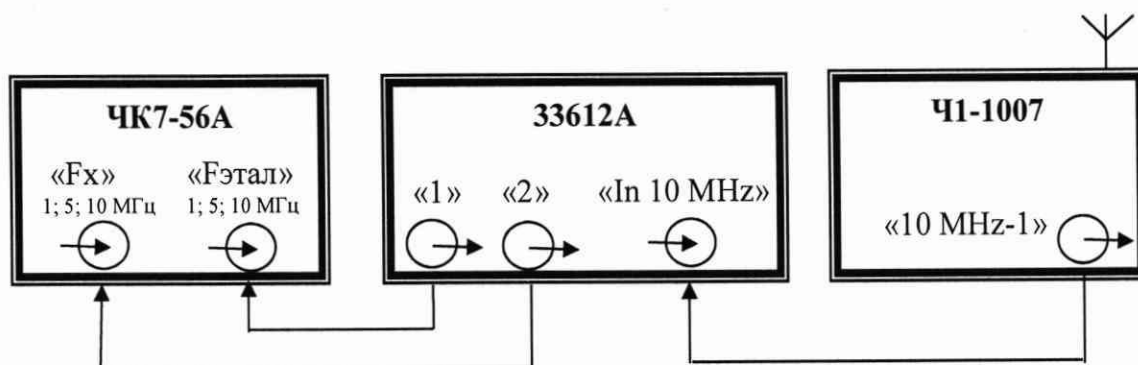 ЧК7-56А
«Fx»
1; 5; 10 МГц
«Fэтал»
1; 5; 10 МГц
33612А
«1»
«2»
«In 10 MHz»
Ч1-1007
«10 MHz-1»